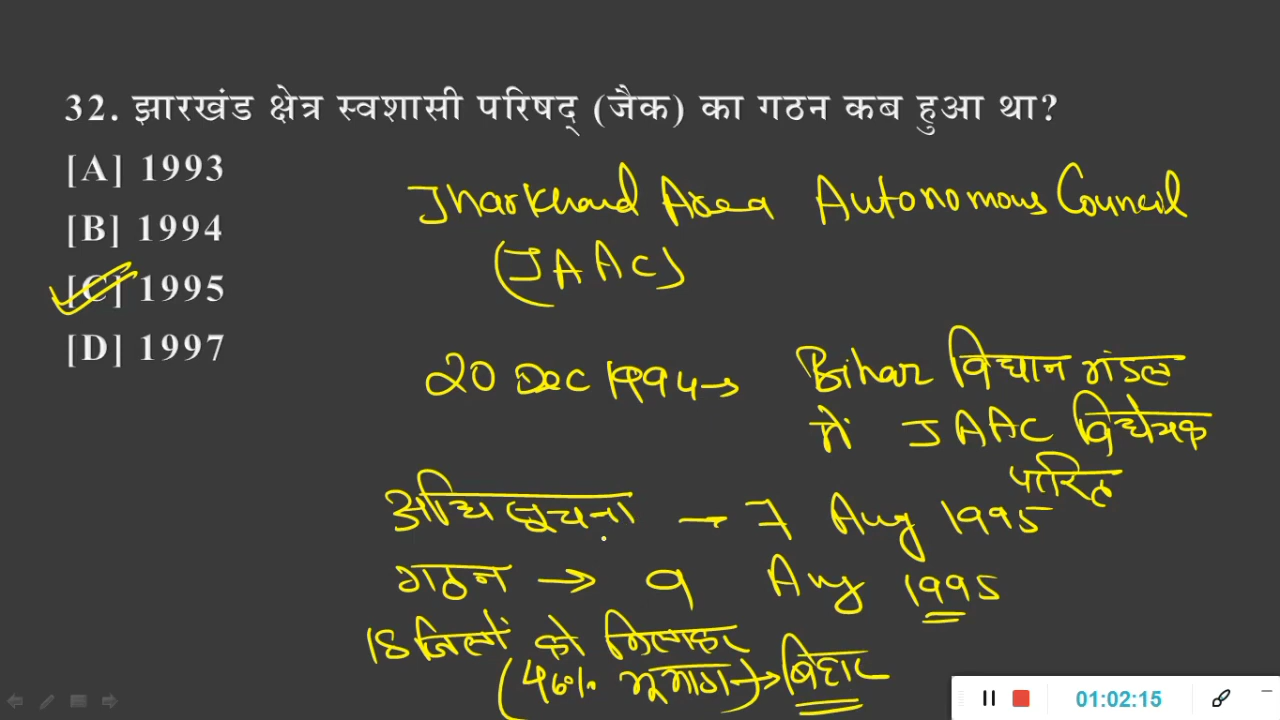 32. झारखंड क्षेत्र स्वशासी परिषद् (जैक) का गठन कब हुआ था?
[A] 1993
[B] 1994
[C] 1995
[D] 1997
Jharkhand Area Autonomous Council
(JAAC)
20 Dec 1994→ Bihar विधान मंडल
में JAAC विधेयक
पारित
अधिसूचना → 7 Aug 1995
गठन → 9 Aug 1995
18 जिलों को मिलाकर
(46% भूभाग)→ बिहार
01:02:15